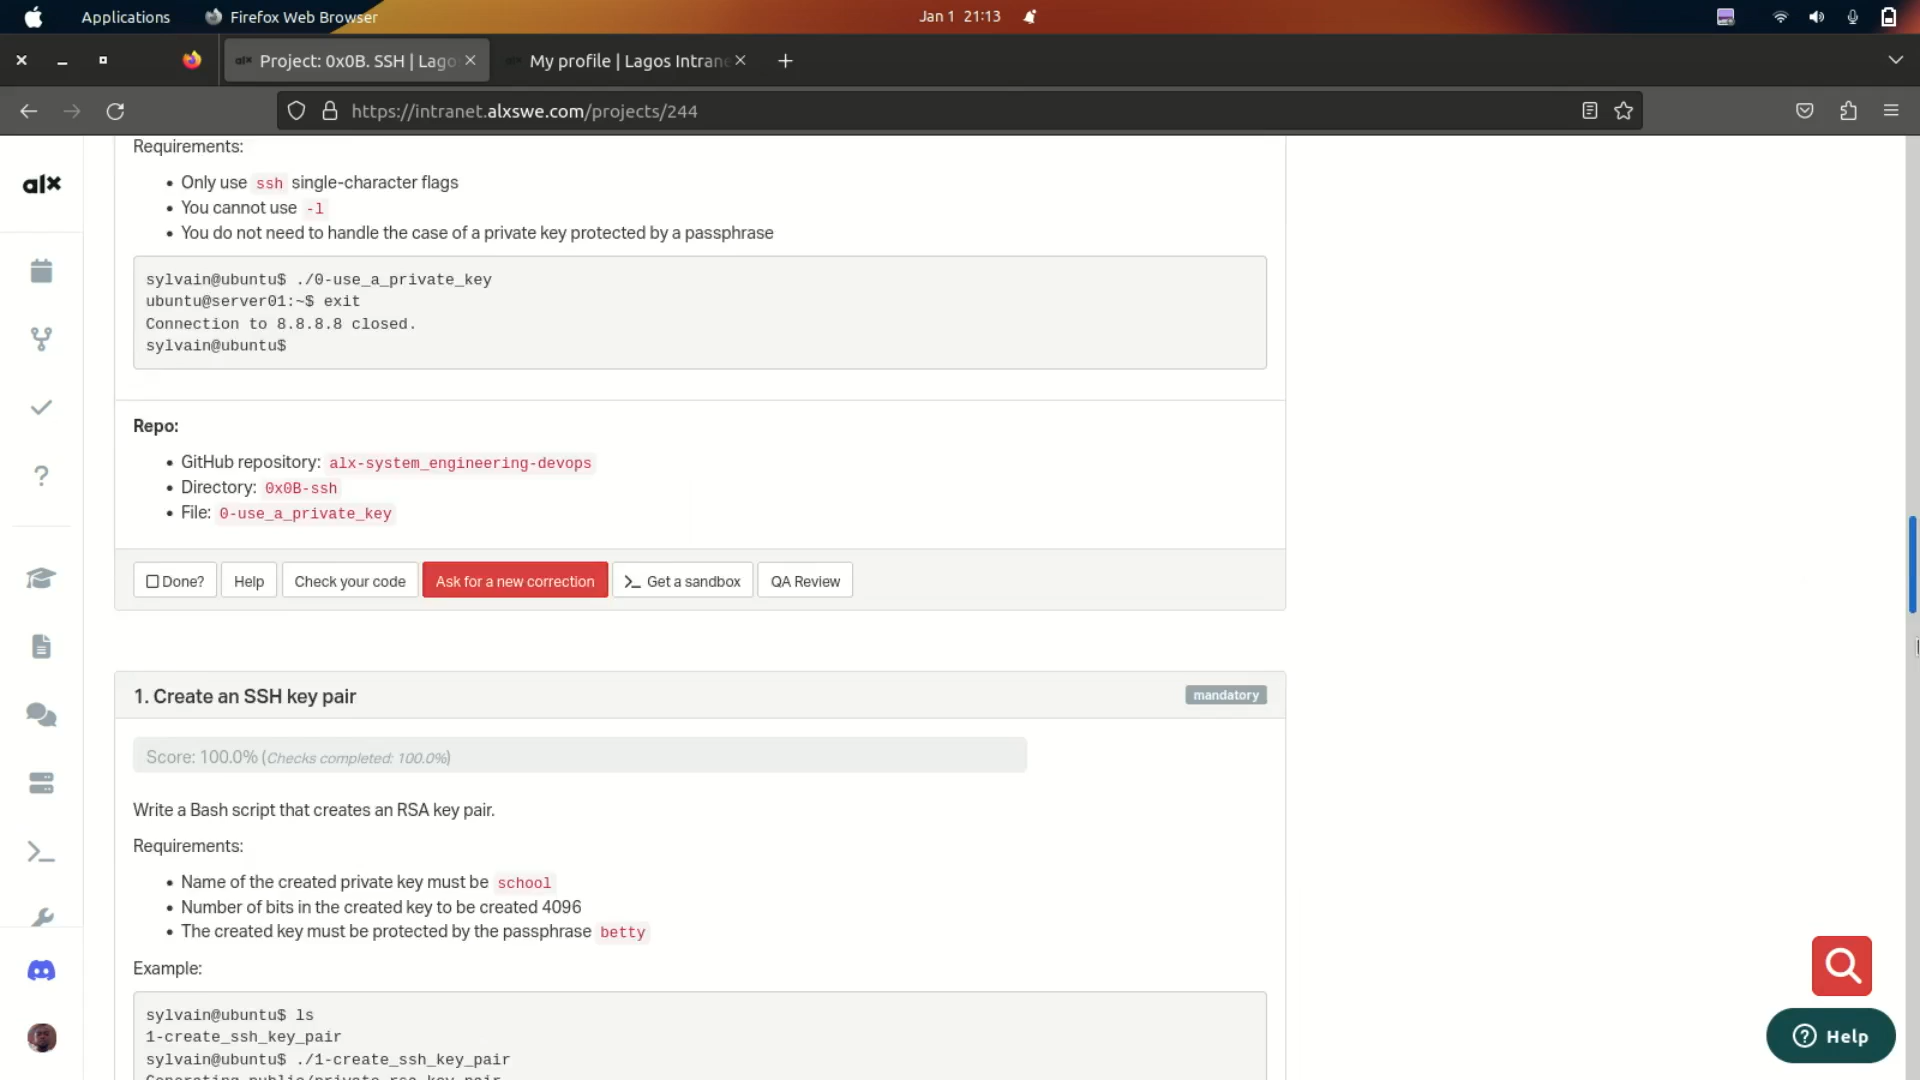 Applications Firefox Web Browser Jan 1 21:13
Project: 0x0B. SSH | Lago My profile | Lagos Intrane
https://intranet.alxswe.com/projects/244
alx
Requirements:
• Only use ssh single-character flags
• You cannot use -l
• You do not need to handle the case of a private key protected by a passphrase
sylvain@ubuntu$ ./0-use_a_private_key
ubuntu@server01:~$ exit
Connection to 8.8.8.8 closed.
sylvain@ubuntu$
Repo:
• GitHub repository: alx-system_engineering-devops
• Directory: 0x0B-ssh
• File: 0-use_a_private_key
Done? Help Check your code Ask for a new correction >_ Get a sandbox QA Review
1. Create an SSH key pair mandatory
Score: 100.0% (Checks completed: 100.0%)
Write a Bash script that creates an RSA key pair.
Requirements:
• Name of the created private key must be school
• Number of bits in the created key to be created 4096
• The created key must be protected by the passphrase betty
Example:
sylvain@ubuntu$ ls
1-create_ssh_key_pair
sylvain@ubuntu$ ./1-create_ssh_key_pair
Generating public/private rsa key pair.
Help